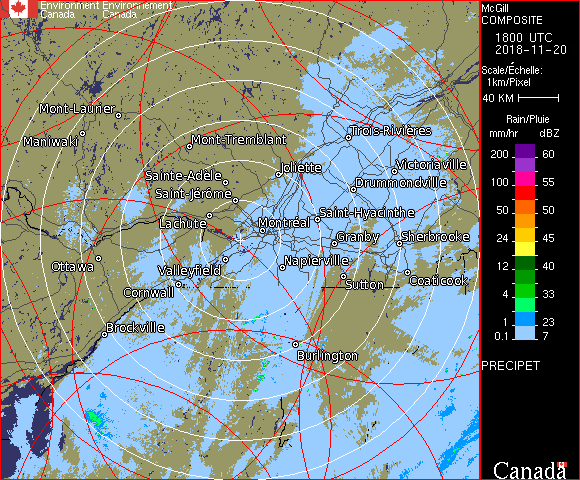 Environment Environnement
Canada Canada
McGill
COMPOSITE
1800 UTC
2018-11-20
Scale/Échelle:
1km/Pixel
40 KM
Rain/Pluie
mm/hr dBZ
200 60
100 55
50 50
24 45
12 40
4 33
1 23
0.1 7
PRECIPET
Canada
Mont-Laurier
Maniwaki
Mont-Tremblant
Trois-Rivières
Sainte-Adèle
Joliette
Victoriaville
Saint-Jérôme
Drummondville
Lachute
Montréal
Saint-Hyacinthe
Granby
Sherbrooke
Ottawa
Valleyfield
Napierville
Cornwall
Sutton
Coaticook
Brockville
Burlington